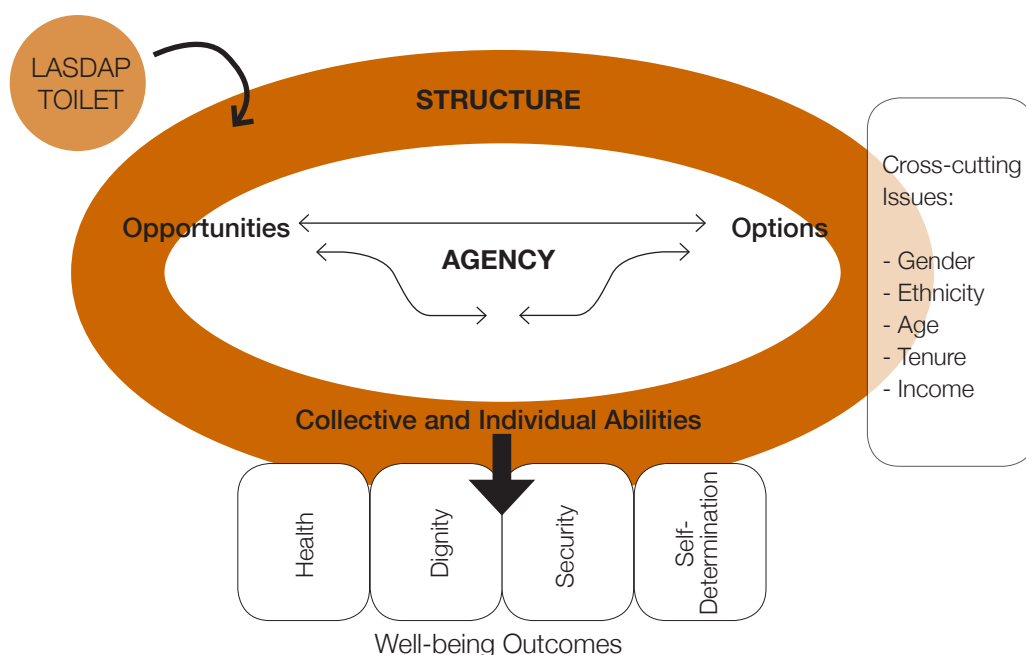 LASDAP
TOILET
STRUCTURE
Cross-cutting
Issues:
- Gender
- Ethnicity
- Age
- Tenure
- Income
Opportunities
Options
AGENCY
Collective and Individual Abilities
Health
Dignity
Security
Self-
Determination
Well-being Outcomes